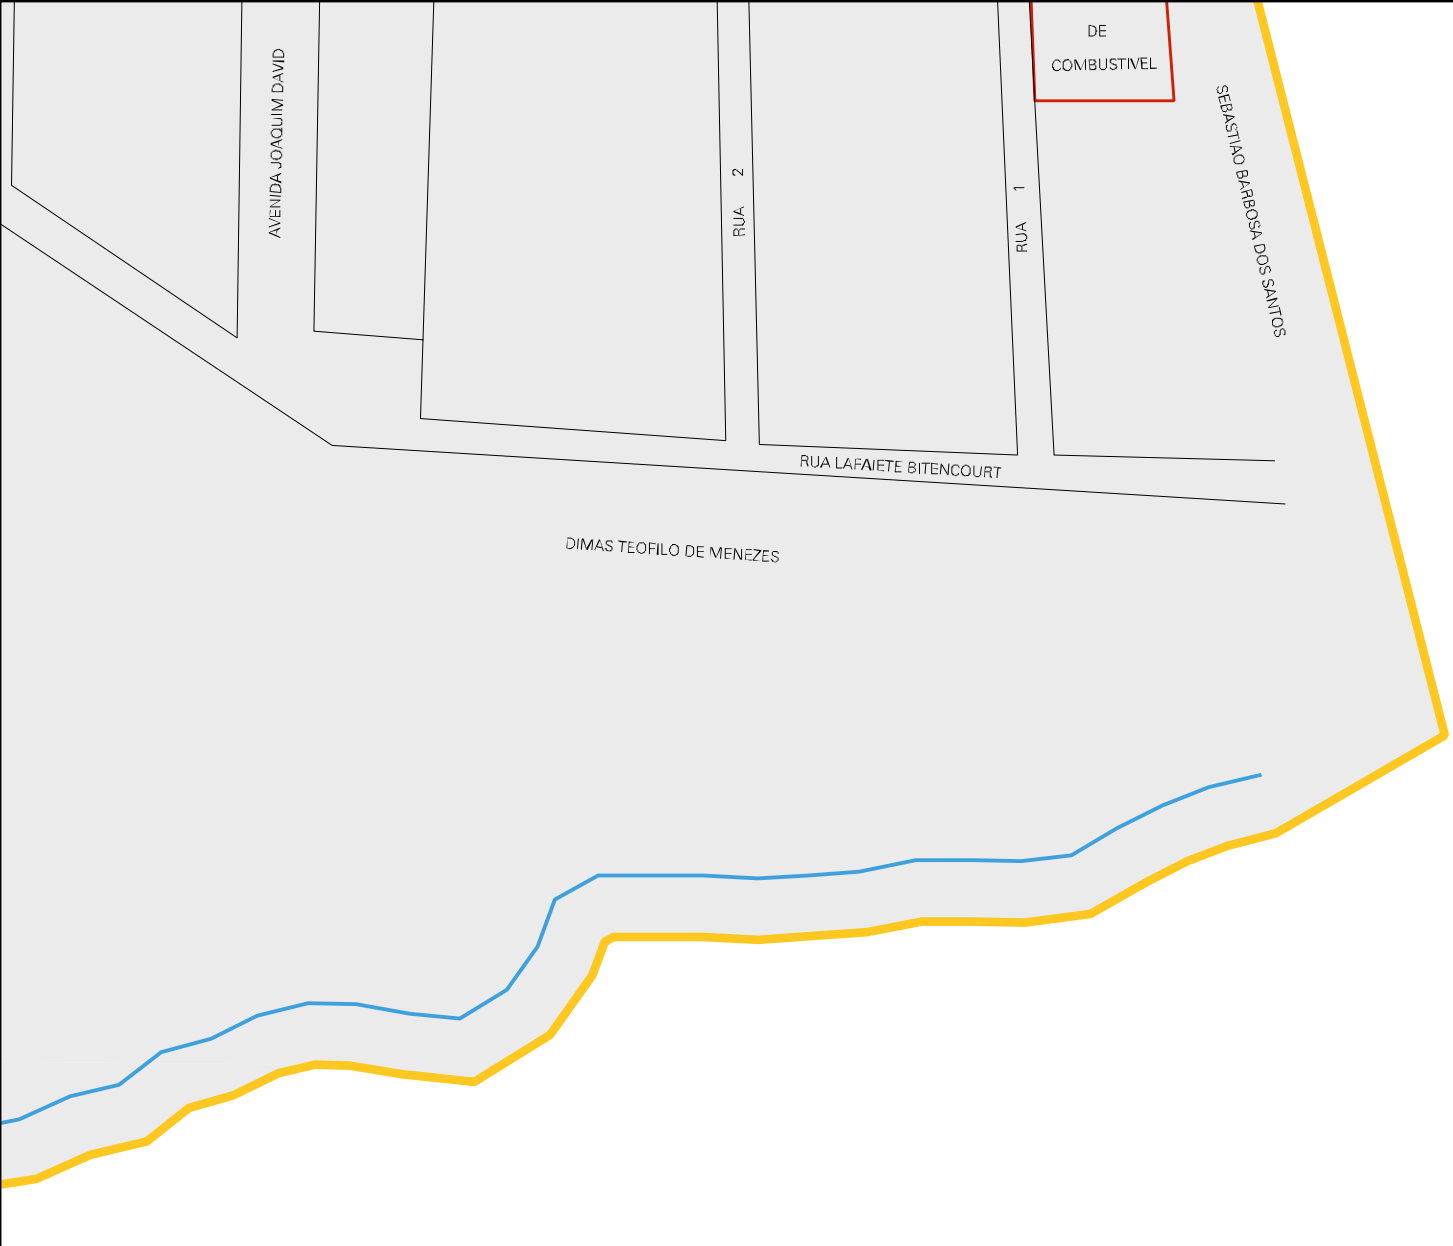 DE
COMBUSTIVEL
AVENIDA JOAQUIM DAVID
RUA 2
RUA 1
SEBASTIAO BARBOSA DOS SANTOS
RUA LAFAIETE BITENCOURT
DIMAS TEOFILO DE MENEZES